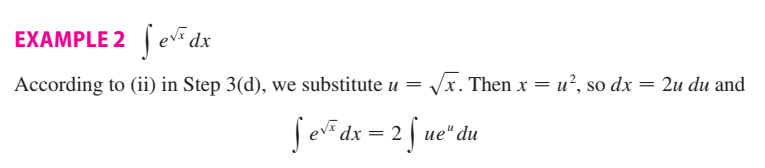 EXAMPLE 2 ∫ e^√x dx
According to (ii) in Step 3(d), we substitute u = √x. Then x = u², so dx = 2u du and
∫ e^√x dx = 2 ∫ ue^u du